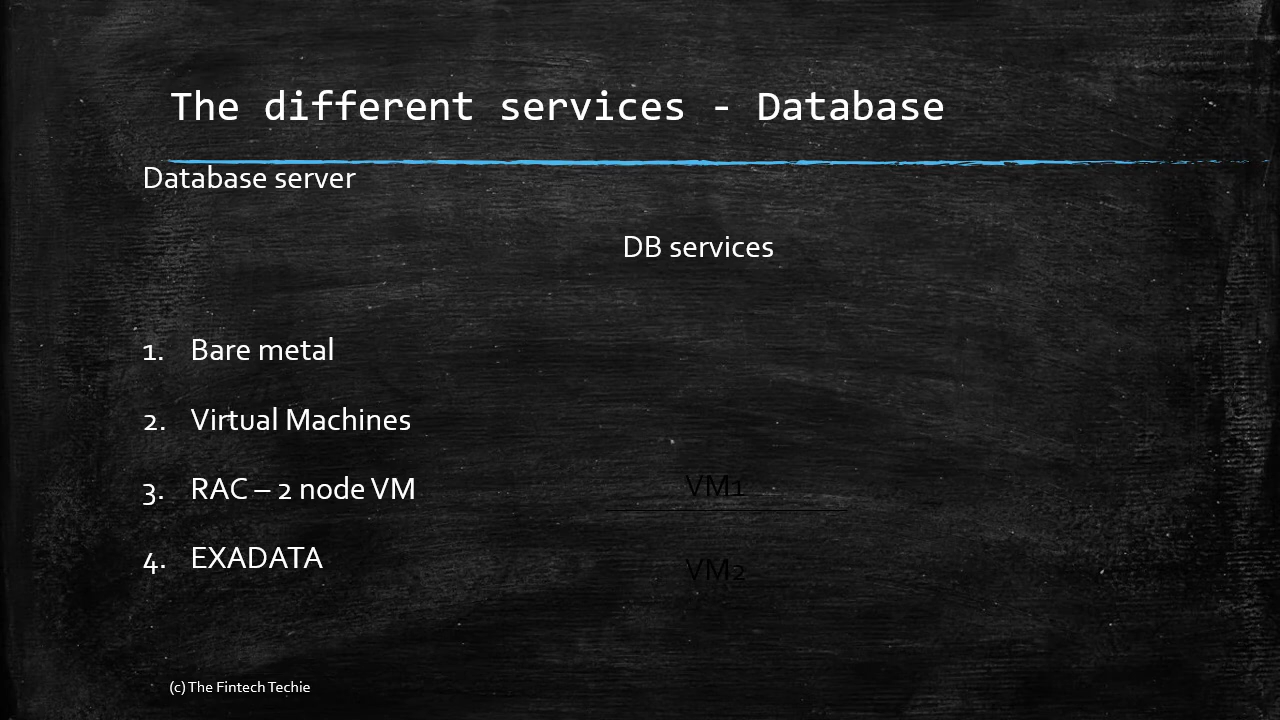 The different services - Database
Database server
DB services
1. Bare metal
2. Virtual Machines
3. RAC – 2 node VM
4. EXADATA
VM1
VM2
(c) The Fintech Techie